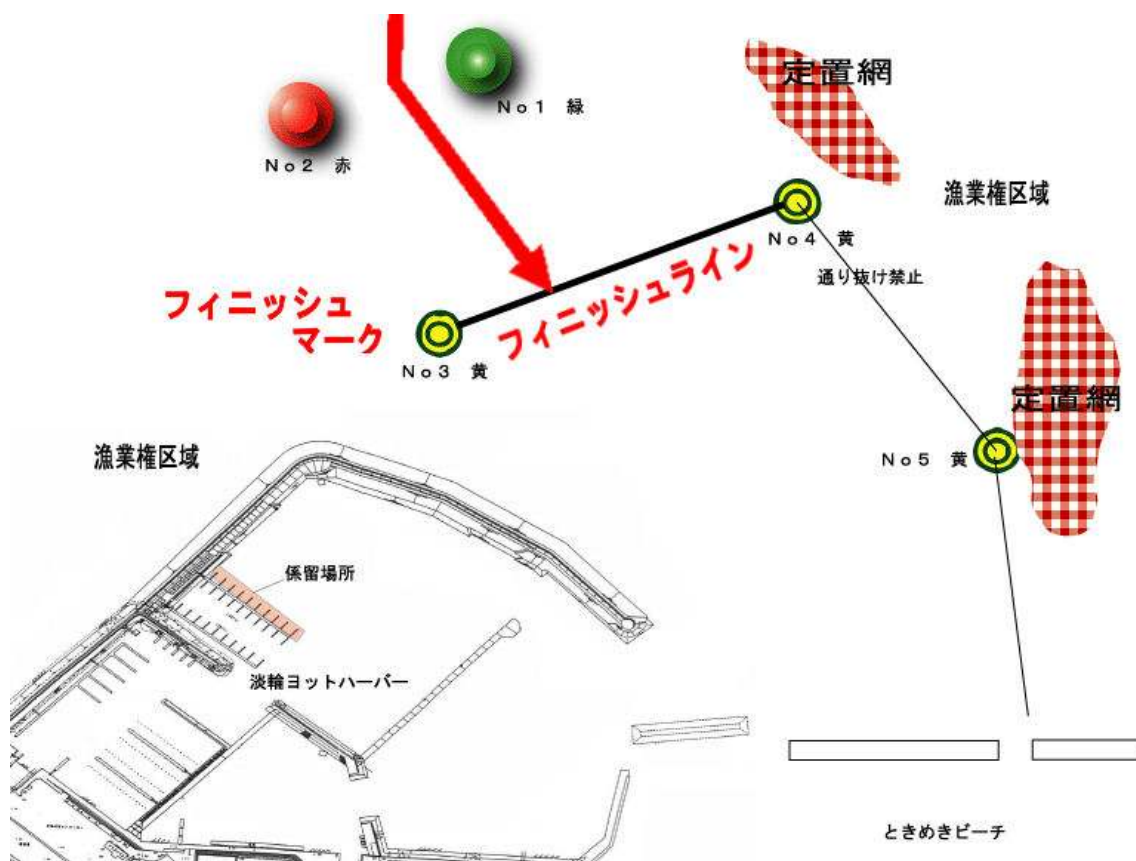 定置網
No1 緑
No2 赤
漁業権区域
No4 黄
通り抜け禁止
フィニッシュ
マーク
フィニッシュライン
No3 黄
定置網
漁業権区域
No5 黄
係留場所
淡輪ヨットハーバー
ときめきビーチ